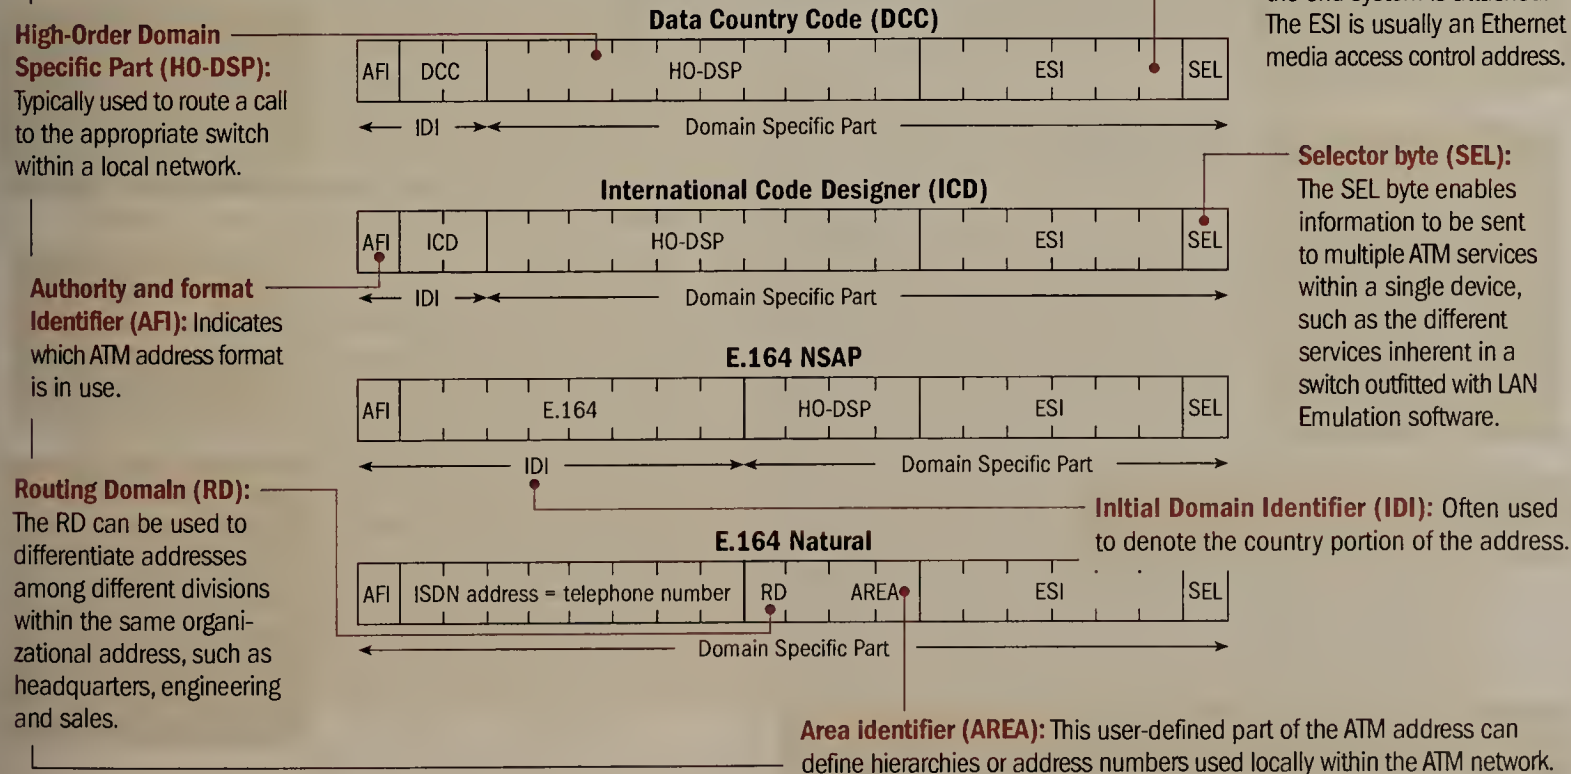 the end system is attached.
The ESI is usually an Ethernet
media access control address.
High-Order Domain
Specific Part (HO-DSP):
Typically used to route a call
to the appropriate switch
within a local network.
Data Country Code (DCC)
AFI DCC HO-DSP ESI SEL
IDI Domain Specific Part
Selector byte (SEL):
The SEL byte enables
information to be sent
to multiple ATM services
within a single device,
such as the different
services inherent in a
switch outfitted with LAN
Emulation software.
International Code Designer (ICD)
AFI ICD HO-DSP ESI SEL
IDI Domain Specific Part
Authority and format
Identifier (AFI): Indicates
which ATM address format
is in use.
E.164 NSAP
AFI E.164 HO-DSP ESI SEL
IDI Domain Specific Part
Initial Domain Identifier (IDI): Often used
to denote the country portion of the address.
Routing Domain (RD):
The RD can be used to
differentiate addresses
among different divisions
within the same organi-
zational address, such as
headquarters, engineering
and sales.
E.164 Natural
AFI ISDN address = telephone number RD AREA ESI SEL
Domain Specific Part
Area identifier (AREA): This user-defined part of the ATM address can
define hierarchies or address numbers used locally within the ATM network.